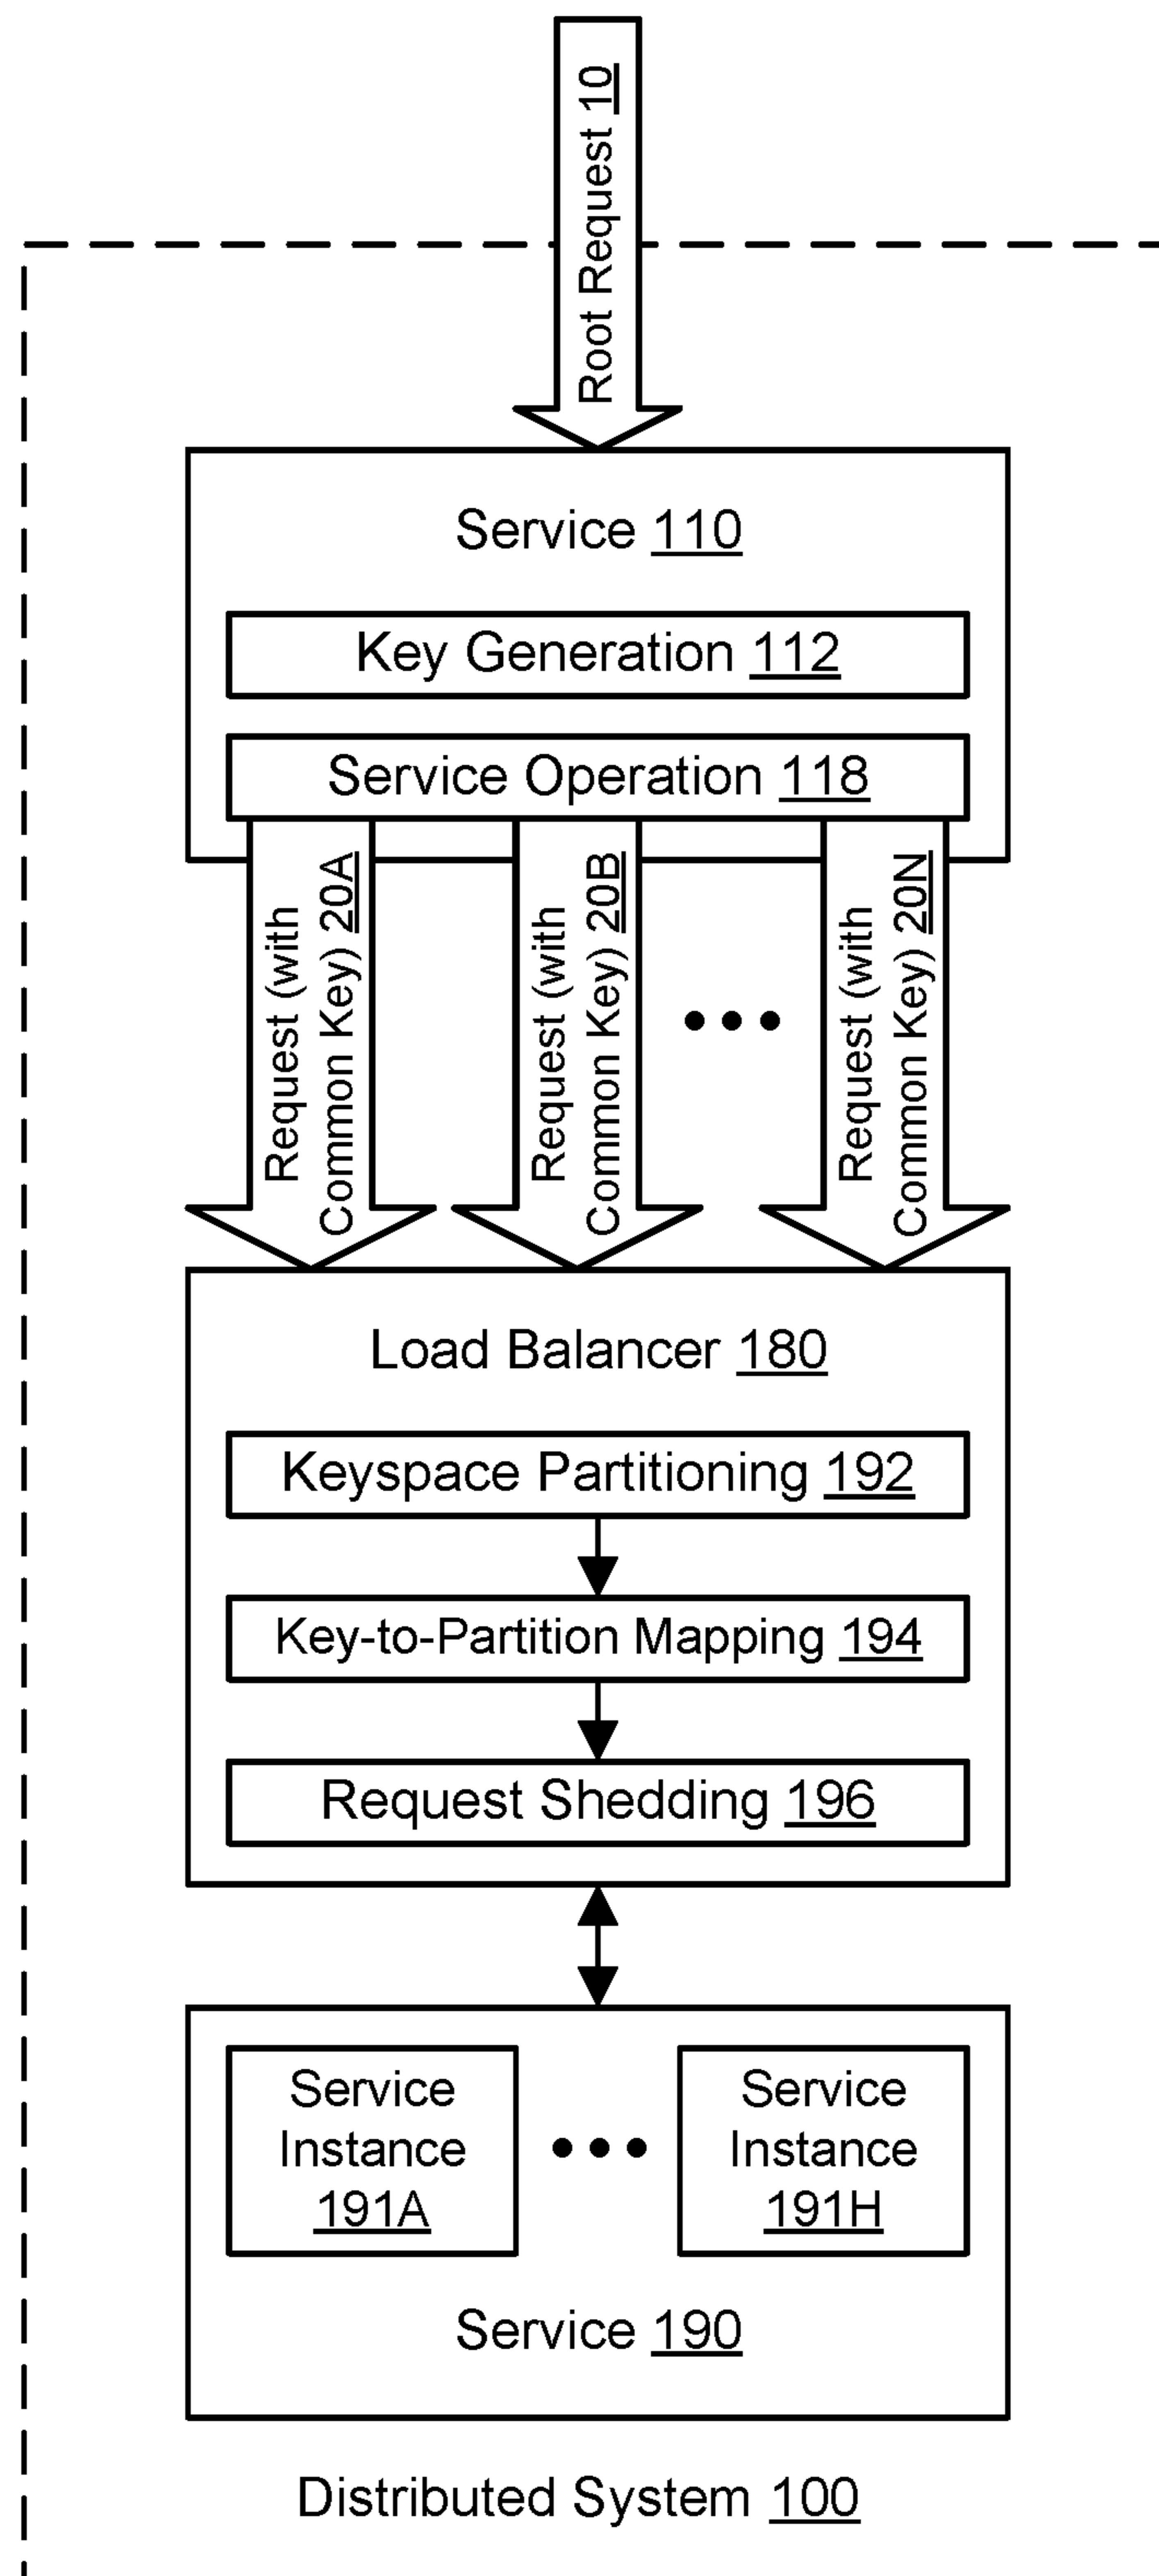 Root Request 10
Service 110
Key Generation 112
Service Operation 118
Request (with
Common Key) 20A
Request (with
Common Key) 20B
Request (with
Common Key) 20N
Load Balancer 180
Keyspace Partitioning 192
Key-to-Partition Mapping 194
Request Shedding 196
Service
Instance
191A
Service
Instance
191H
Service 190
Distributed System 100